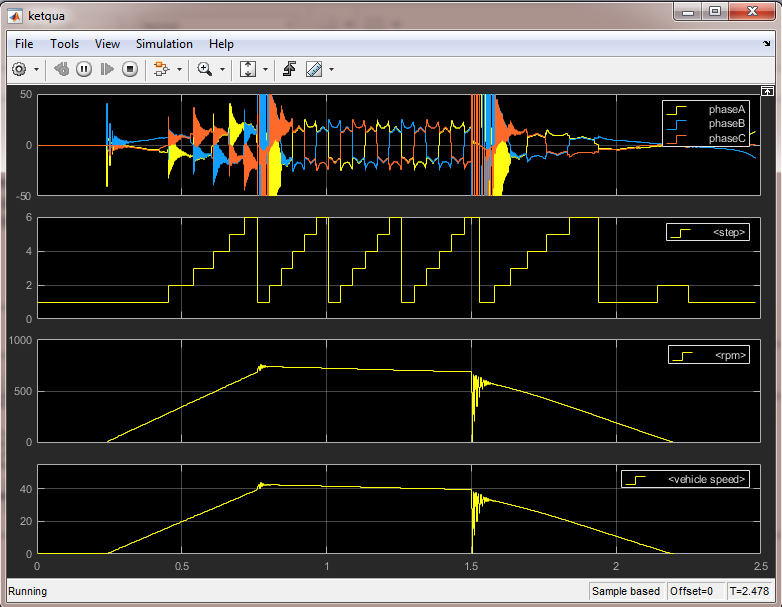 ketqua
File Tools View Simulation Help
50
0
-50
phaseA
phaseB
phaseC
6
4
2
0
<step>
1000
500
0
<rpm>
40
20
0
<vehicle speed>
0 0.5 1 1.5 2 2.5
Running Sample based Offset=0 T=2.478